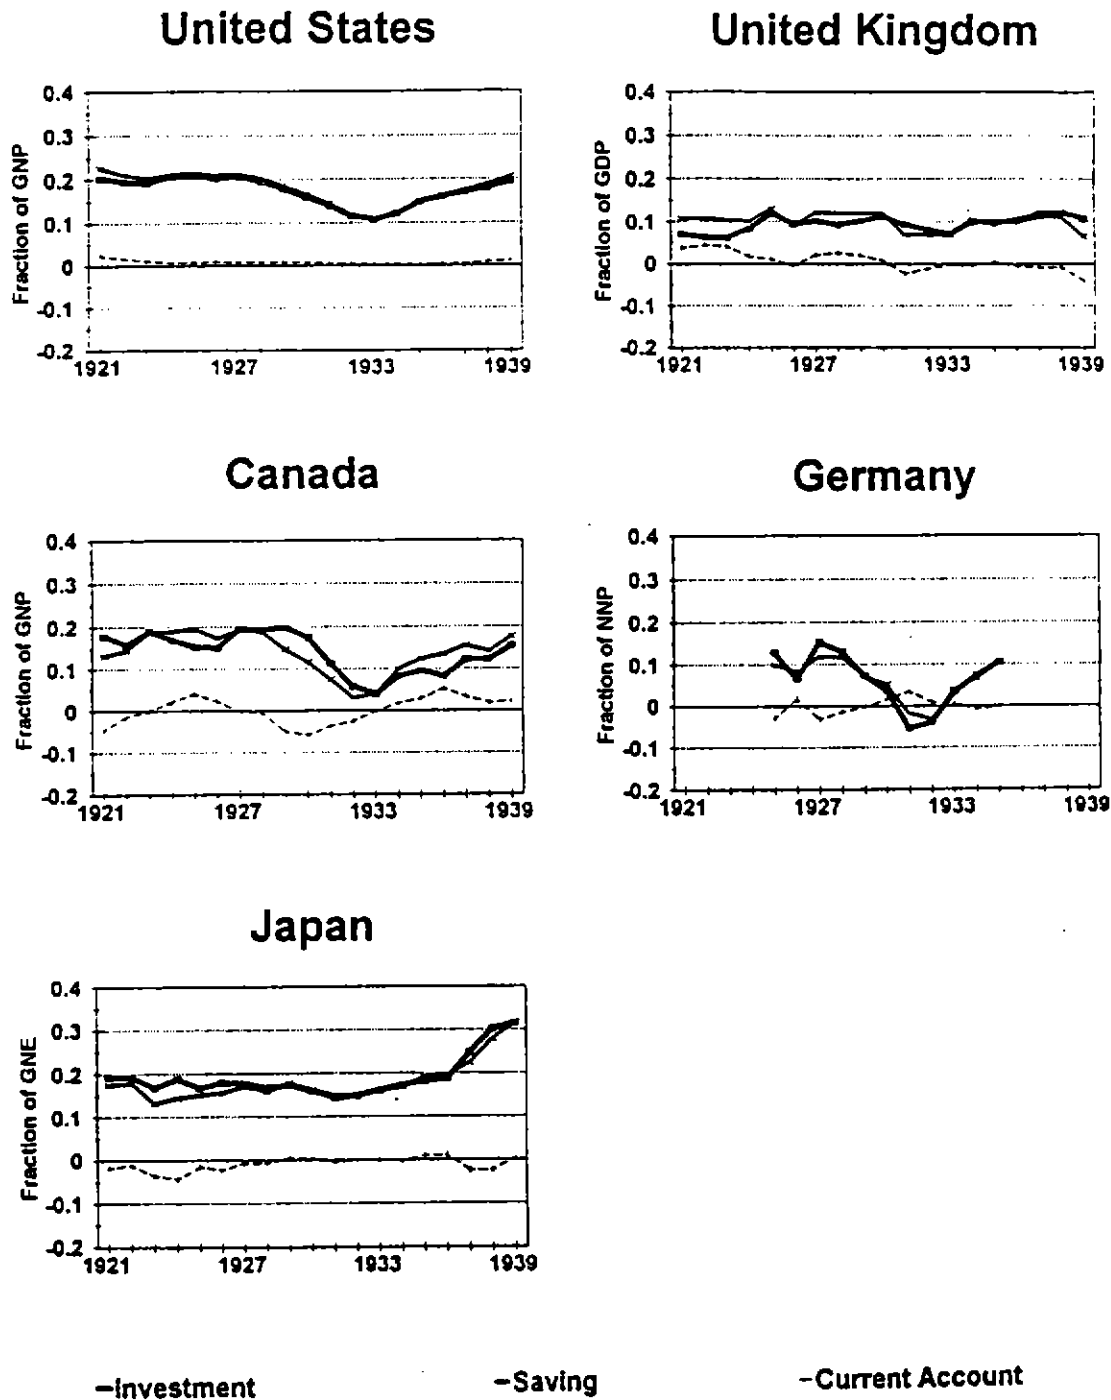 United States
Fraction of GNP
0.4
0.3
0.2
0.1
0
-0.1
-0.2
1921 1927 1933 1939
United Kingdom
Fraction of GDP
0.4
0.3
0.2
0.1
0
-0.1
-0.2
1921 1927 1933 1939
Canada
Fraction of GNP
0.4
0.3
0.2
0.1
0
-0.1
-0.2
1921 1927 1933 1939
Germany
Fraction of NNP
0.4
0.3
0.2
0.1
0
-0.1
-0.2
1921 1927 1933 1939
Japan
Fraction of GNE
0.4
0.3
0.2
0.1
0
-0.1
-0.2
1921 1927 1933 1939
Investment Saving Current Account